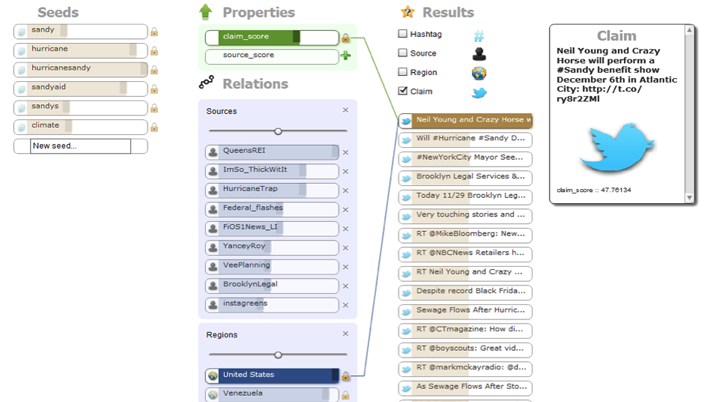 Seeds
sandy
hurricane
hurricanesandy
sandyaid
sandys
climate
New seed...
Properties
claim_score
source_score
Relations
Sources
QueensREI
ImSo_ThickWitIt
HurricaneTrap
Federal_flashes
FiOS1News_LI
YanceyRoy
VeePlanning
BrooklynLegal
instagreens
Regions
United States
Venezuela
Results
Hashtag
Source
Region
Claim
Neil Young and Crazy Horse w
Will #Hurricane #Sandy D...
#NewYorkCity Mayor See...
Brooklyn Legal Services &...
Today 11/29 Brooklyn Leg...
Very touching stories and ...
RT @MikeBloomberg: New...
RT @NBCNews Retailers h...
RT Neil Young and Crazy ...
Despite record Black Frida...
Sewage Flows After Hurric...
RT @CTmagazine: How di...
RT @boyscouts: Great vid...
RT @markmckayradio: @d...
As Sewage Flows After Sto...
Claim
Neil Young and Crazy
Horse will perform a
#Sandy benefit show
December 6th in Atlantic
City: http://t.co/
ry8r2ZMl
claim_score :: 47.76134